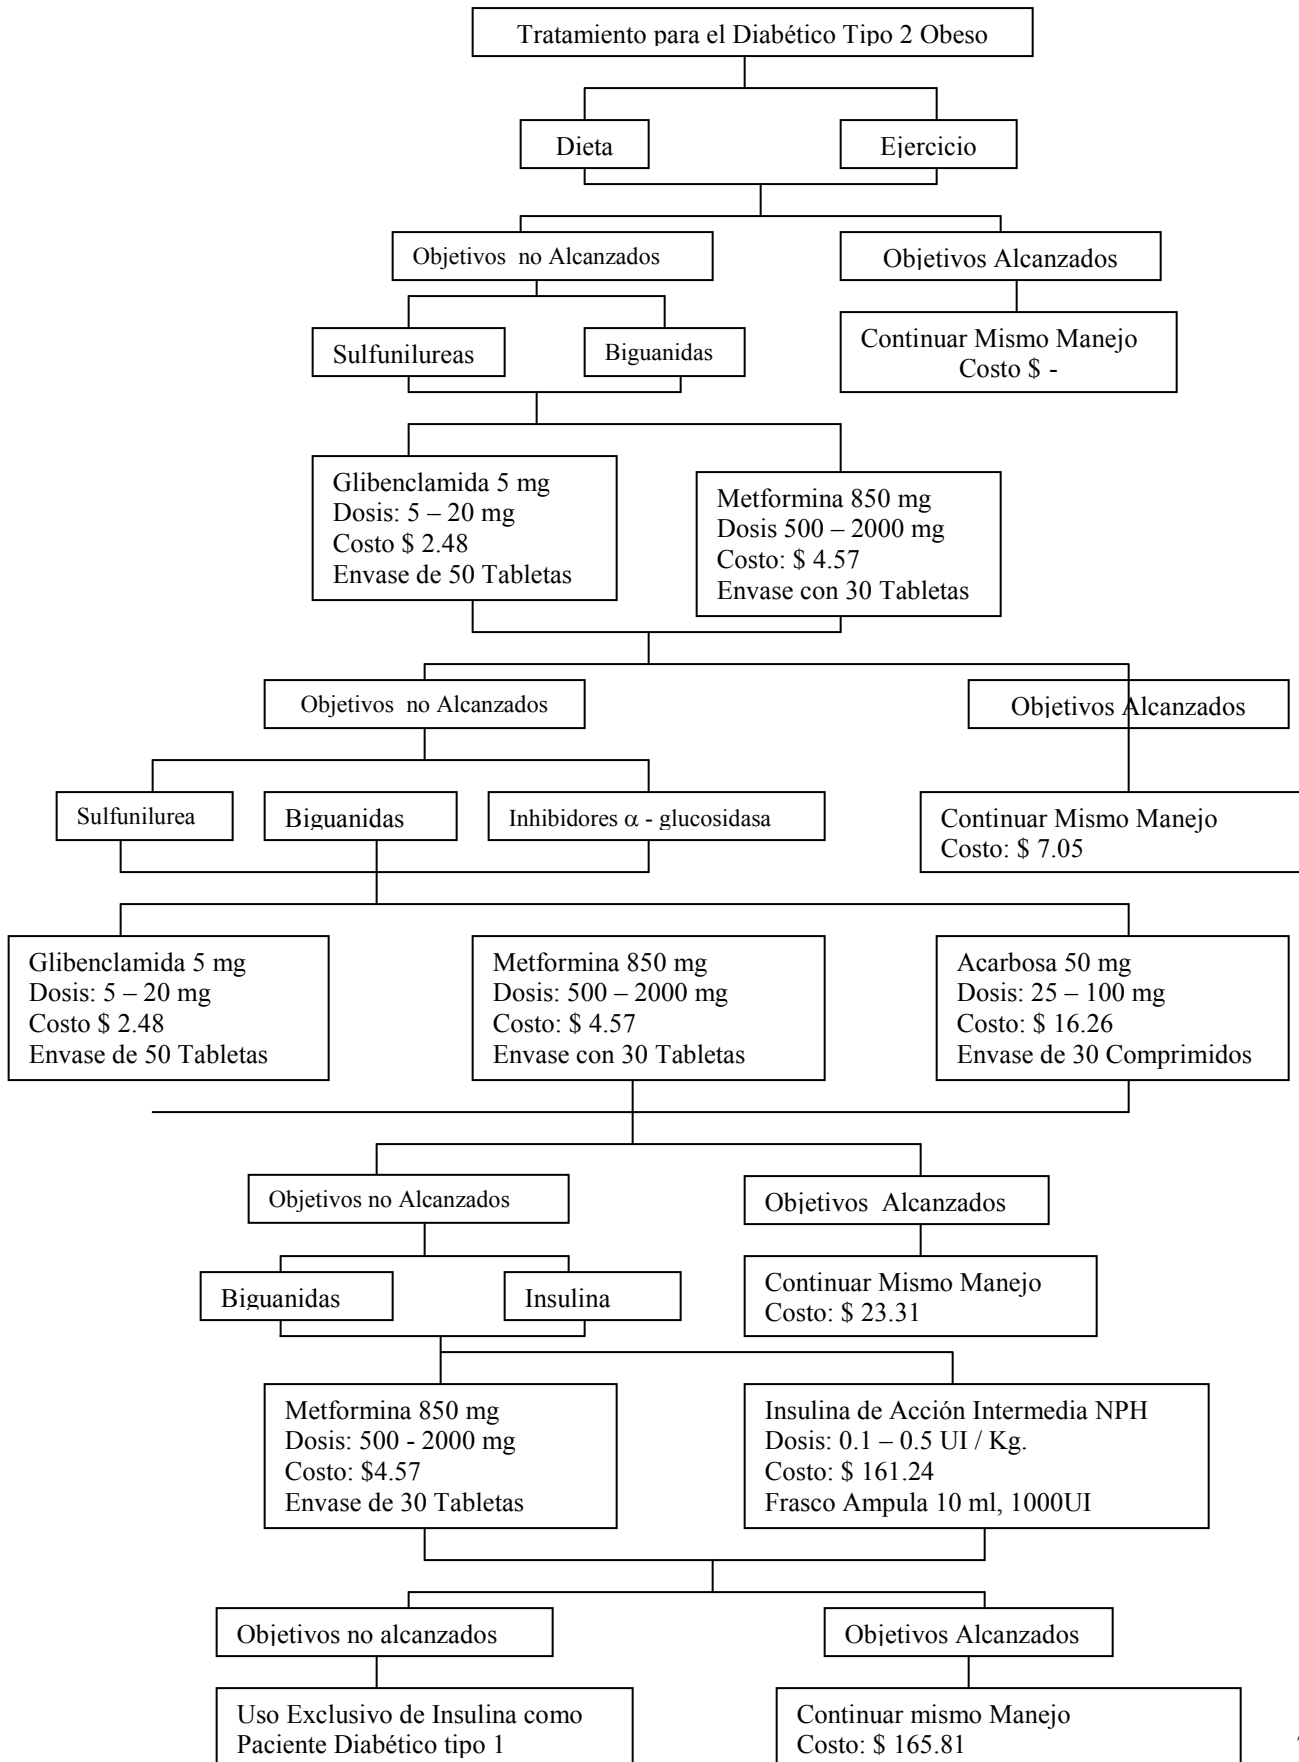 Tratamiento para el Diabético Tipo 2 Obeso
Dieta
Ejercicio
Objetivos no Alcanzados
Objetivos Alcanzados
Sulfunilureas
Biguanidas
Continuar Mismo Manejo
Costo $ -
Glibenclamida 5 mg
Dosis: 5 – 20 mg
Costo $ 2.48
Envase de 50 Tabletas
Metformina 850 mg
Dosis 500 – 2000 mg
Costo: $ 4.57
Envase con 30 Tabletas
Objetivos no Alcanzados
Objetivos Alcanzados
Sulfunilurea
Biguanidas
Inhibidores α - glucosidasa
Continuar Mismo Manejo
Costo: $ 7.05
Glibenclamida 5 mg
Dosis: 5 – 20 mg
Costo $ 2.48
Envase de 50 Tabletas
Metformina 850 mg
Dosis: 500 – 2000 mg
Costo: $ 4.57
Envase con 30 Tabletas
Acarbosa 50 mg
Dosis: 25 – 100 mg
Costo: $ 16.26
Envase de 30 Comprimidos
Objetivos no Alcanzados
Objetivos Alcanzados
Biguanidas
Insulina
Continuar Mismo Manejo
Costo: $ 23.31
Metformina 850 mg
Dosis: 500 - 2000 mg
Costo: $4.57
Envase de 30 Tabletas
Insulina de Acción Intermedia NPH
Dosis: 0.1 – 0.5 UI / Kg.
Costo: $ 161.24
Frasco Ampula 10 ml, 1000UI
Objetivos no alcanzados
Objetivos Alcanzados
Uso Exclusivo de Insulina como
Paciente Diabético tipo 1
Continuar mismo Manejo
Costo: $ 165.81